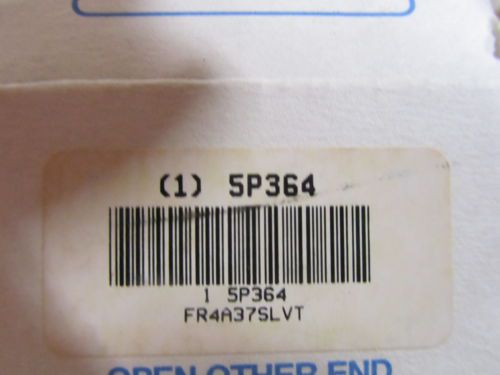 (1) 5P364
1 5P364
FR4A37SLVT
OPEN OTHER END